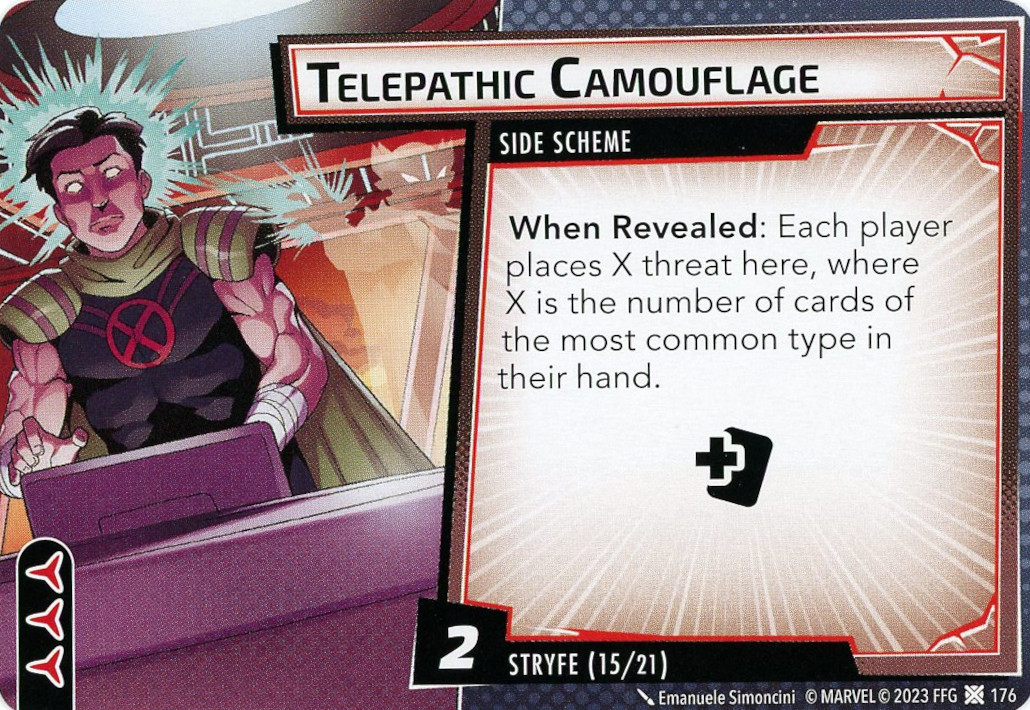 TELEPATHIC CAMOUFLAGE
SIDE SCHEME
When Revealed: Each player
places X threat here, where
X is the number of cards of
the most common type in
their hand.
2
STRYFE (15/21)
Emanuele Simoncini © MARVEL © 2023 FFG 176